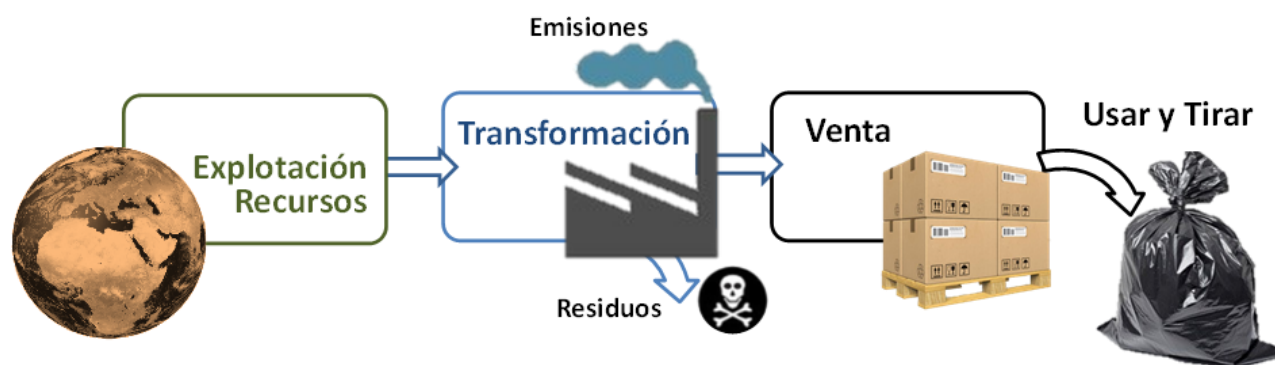 Emisiones
Explotación
Recursos
Transformación
Residuos
Venta
Usar y Tirar